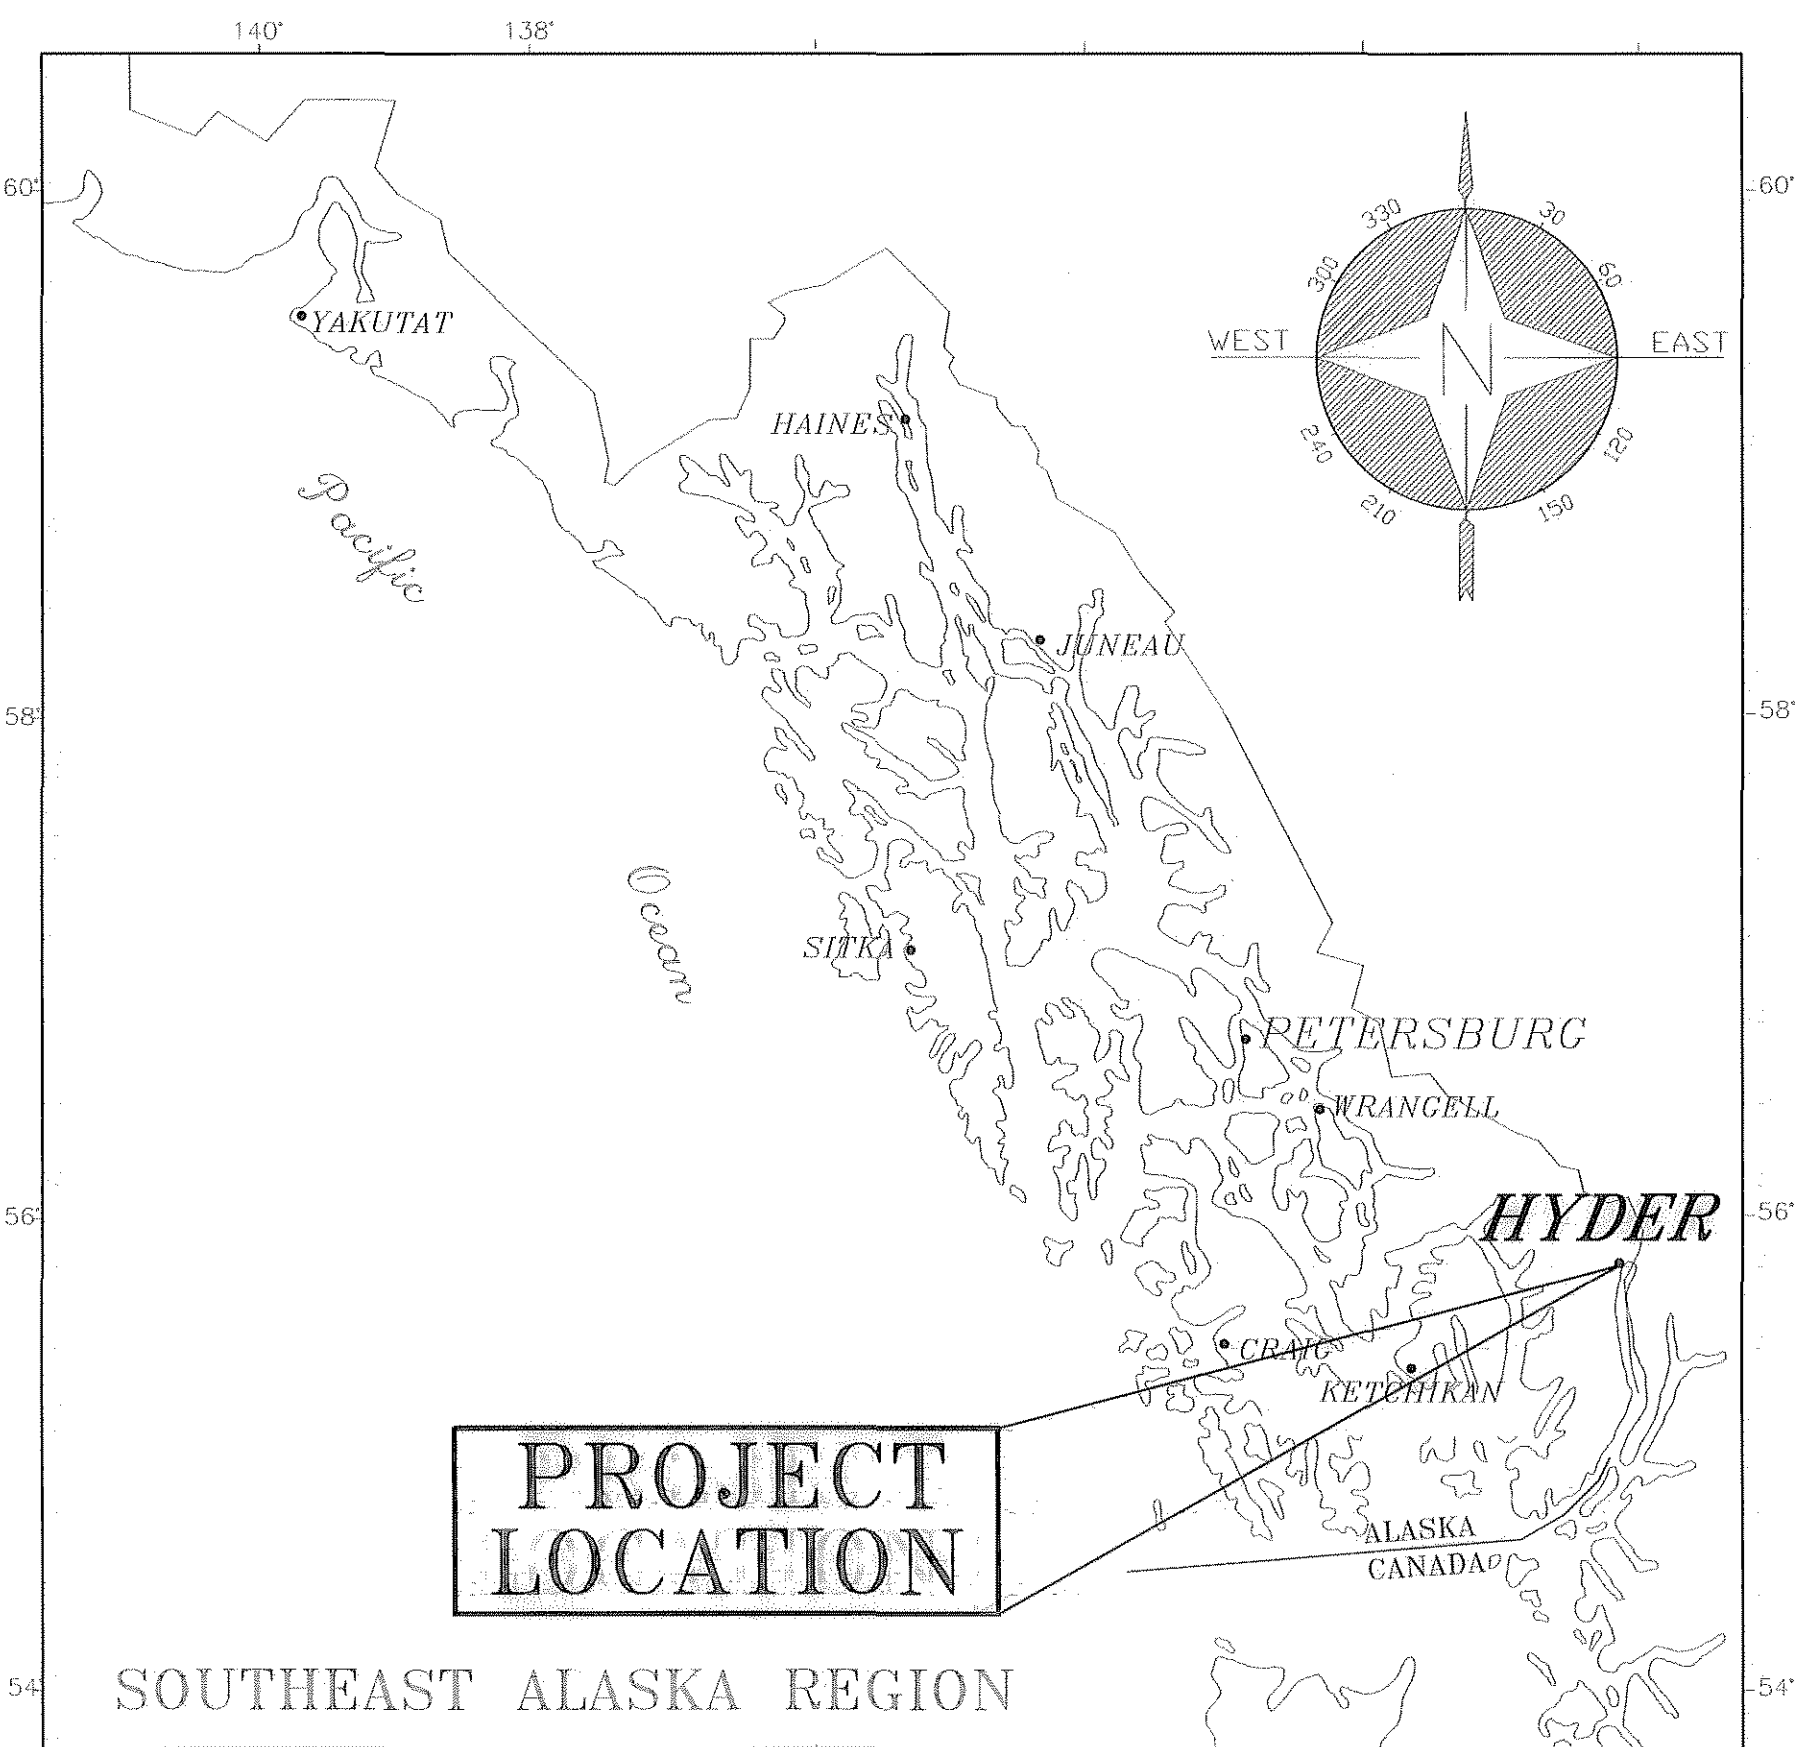 140° 138°
60° 60°
330 30
300 60
WEST N EAST
240 120
210 150
YAKUTAT
HAINES
Pacific
JUNEAU
58° 58°
Ocean
SITKA
PETERSBURG
WRANGELL
56° 56°
HYDER
CRAIG
KETCHIKAN
PROJECT
LOCATION
ALASKA
CANADA
54° 54°
SOUTHEAST ALASKA REGION